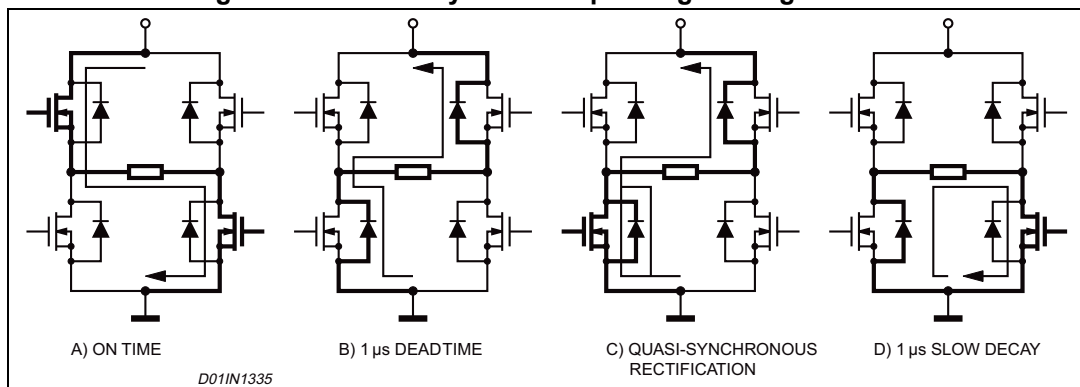 A) ON TIME
B) 1 µs DEADTIME
C) QUASI-SYNCHRONOUS
RECTIFICATION
D) 1 µs SLOW DECAY
D01IN1335